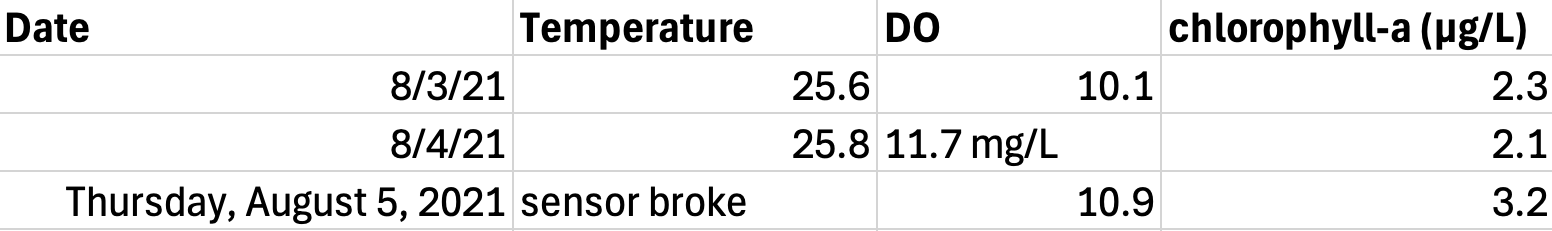 Date Temperature DO chlorophyll-a (µg/L)
8/3/21 25.6 10.1 2.3
8/4/21 25.8 11.7 mg/L 2.1
Thursday, August 5, 2021 sensor broke 10.9 3.2